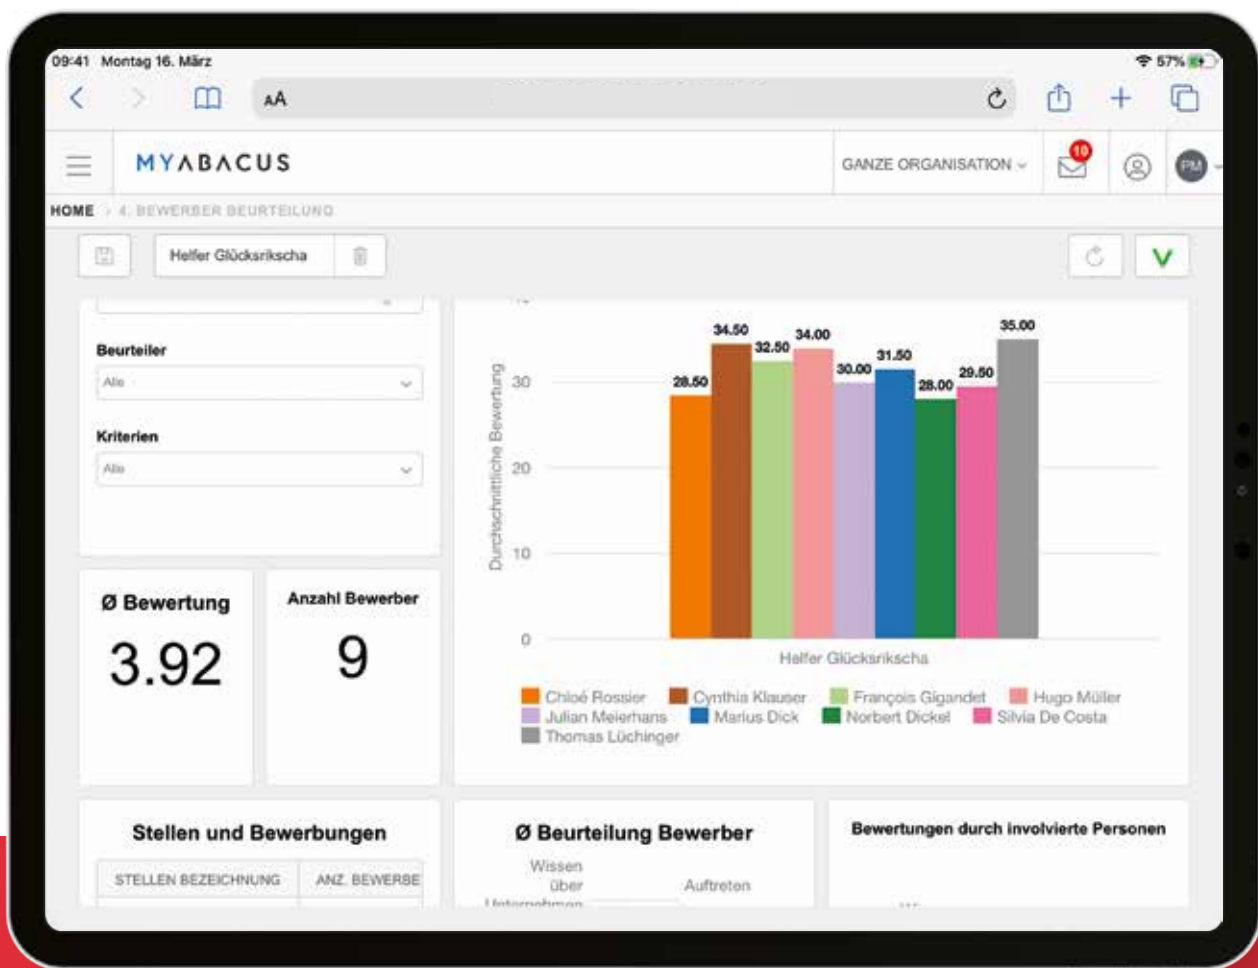 09:41 Montag 16. März
57%
AA
MYABACUS
GANZE ORGANISATION
10
PM
HOME > 4. BEWERBER BEURTEILUNG
Helfer Glücksrikscha
Beurteiler
Alle
Kriterien
Alle
Ø Bewertung
3.92
Anzahl Bewerber
9
Durchschnittliche Bewertung
30
20
10
0
28.50
34.50
32.50
34.00
30.00
31.50
28.00
29.50
35.00
Helfer Glücksrikscha
Chloé Rossier
Cynthia Klauser
François Gigandet
Hugo Müller
Julian Meierhans
Marius Dick
Norbert Dickel
Silvia De Costa
Thomas Lüchinger
Stellen und Bewerbungen
STELLEN BEZEICHNUNG
ANZ. BEWERBE
Ø Beurteilung Bewerber
Wissen
über
Unternehmen
Auftreten
Bewertungen durch involvierte Personen